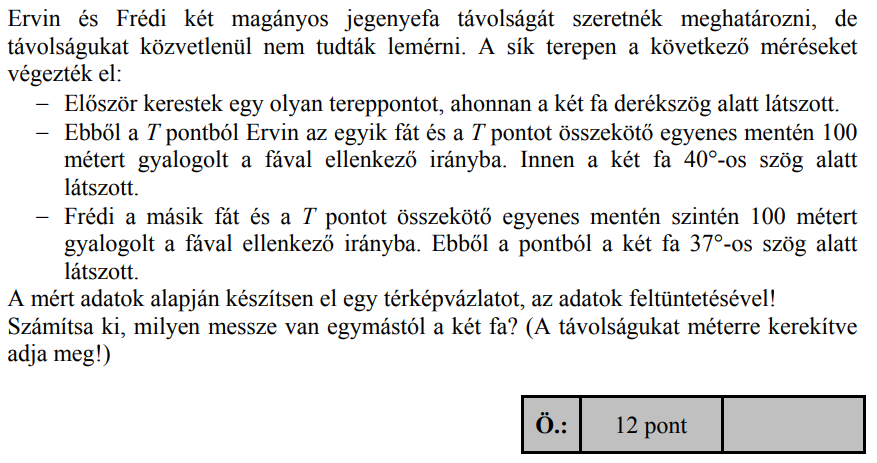 Ervin és Frédi két magányos jegenyefa távolságát szeretnék meghatározni, de
távolságukat közvetlenül nem tudták lemérni. A sík terepen a következő méréseket
végezték el:
− Először kerestek egy olyan tereppontot, ahonnan a két fa derékszög alatt látszott.
− Ebből a T pontból Ervin az egyik fát és a T pontot összekötő egyenes mentén 100
métert gyalogolt a fával ellenkező irányba. Innen a két fa 40°-os szög alatt
látszott.
− Frédi a másik fát és a T pontot összekötő egyenes mentén szintén 100 métert
gyalogolt a fával ellenkező irányba. Ebből a pontból a két fa 37°-os szög alatt
látszott.
A mért adatok alapján készítsen el egy térképvázlatot, az adatok feltüntetésével!
Számítsa ki, milyen messze van egymástól a két fa? (A távolságukat méterre kerekítve
adja meg!)
Ö.: 12 pont